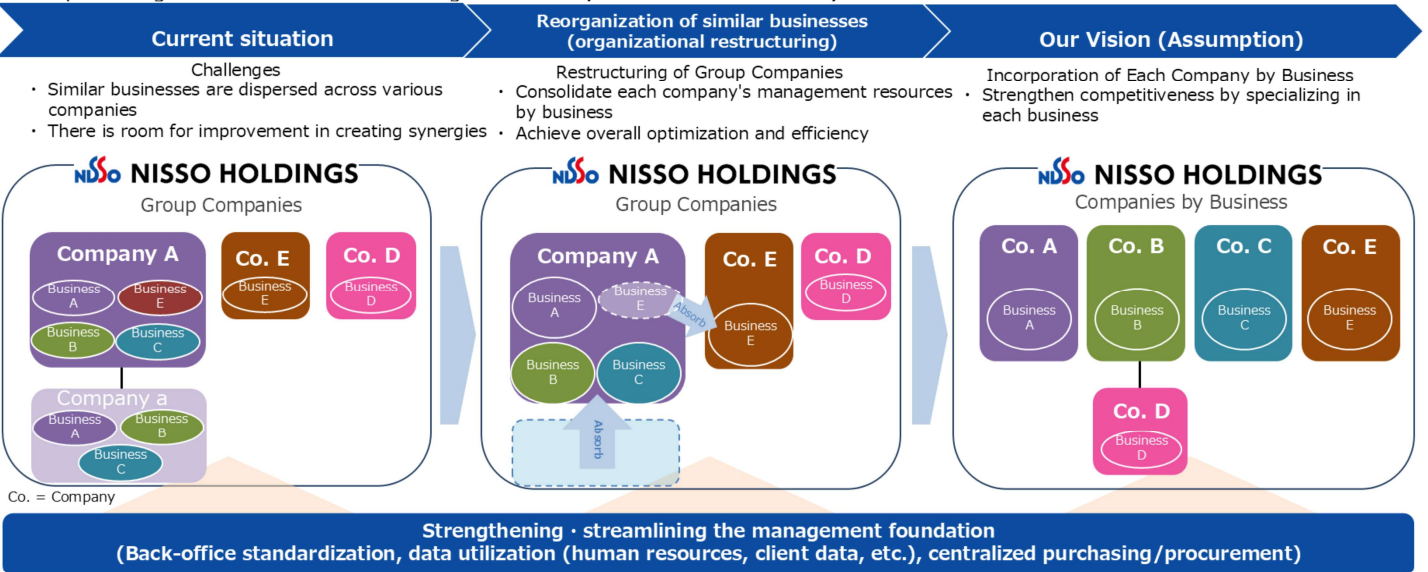 Current situation
Reorganization of similar businesses
(organizational restructuring)
Our Vision (Assumption)
Challenges
・ Similar businesses are dispersed across various
companies
・ There is room for improvement in creating synergies
Restructuring of Group Companies
・ Consolidate each company's management resources
by business
・ Achieve overall optimization and efficiency
Incorporation of Each Company by Business
・ Strengthen competitiveness by specializing in
each business
NISSO NISSO HOLDINGS
Group Companies
Company A
Business
A
Business
E
Business
B
Business
C
Co. E
Business
E
Co. D
Business
D
Company a
Business
A
Business
B
Business
C
Co. = Company
NISSO NISSO HOLDINGS
Group Companies
Company A
Business
A
Business
E
Absorb
Business
B
Business
C
Absorb
Co. E
Business
E
Co. D
Business
D
NISSO NISSO HOLDINGS
Companies by Business
Co. A
Business
A
Co. B
Business
B
Co. C
Business
C
Co. E
Business
E
Co. D
Business
D
Strengthening・streamlining the management foundation
(Back-office standardization, data utilization (human resources, client data, etc.), centralized purchasing/procurement)